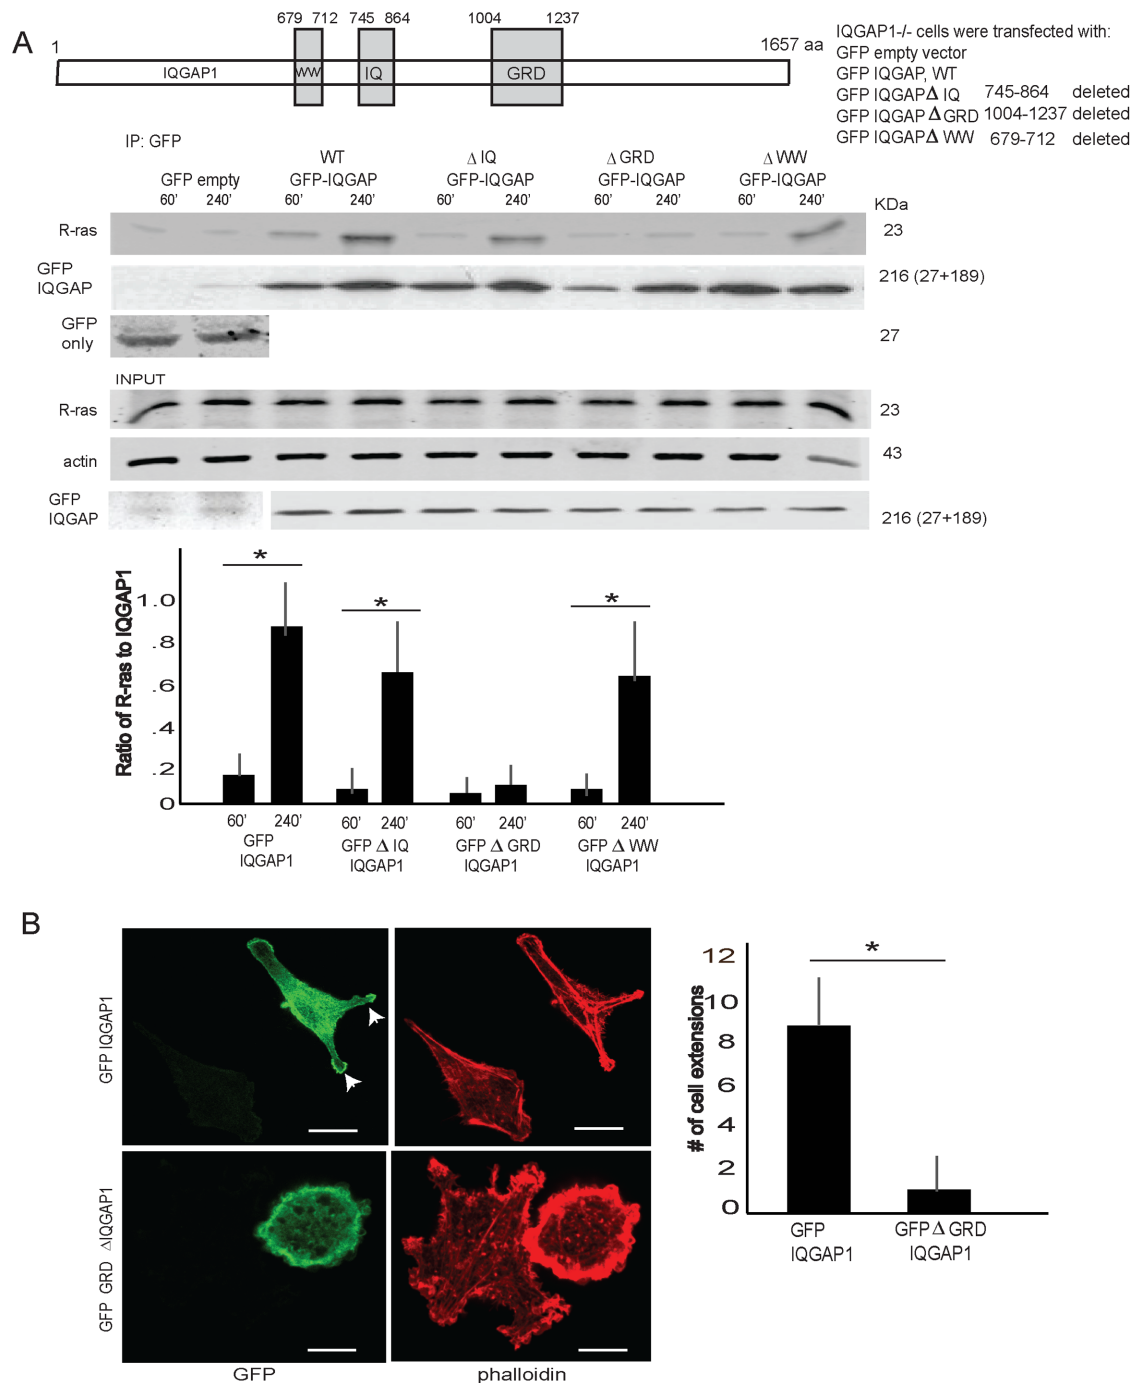 A
679 712 745 864 1004 1237
1 1657 aa
IQGAP1 WW IQ GRD
IQGAP1-/- cells were transfected with:
GFP empty vector
GFP IQGAP, WT
GFP IQGAPΔ IQ 745-864 deleted
GFP IQGAP Δ GRD 1004-1237 deleted
GFP IQGAPΔ WW 679-712 deleted
IP: GFP
WT Δ IQ Δ GRD Δ WW
GFP empty GFP-IQGAP GFP-IQGAP GFP-IQGAP GFP-IQGAP
60' 240' 60' 240' 60' 240' 60' 240' 60' 240' KDa
R-ras 23
GFP
IQGAP 216 (27+189)
GFP
only 27
INPUT
R-ras 23
actin 43
GFP
IQGAP 216 (27+189)
Ratio of R-ras to IQGAP1
* * *
1.0
.8
.6
.4
.2
0
60' 240' 60' 240' 60' 240' 60' 240'
GFP GFP Δ IQ GFP Δ GRD GFP Δ WW
IQGAP1 IQGAP1 IQGAP1 IQGAP1
B
GFP IQGAP1
GFP GRD ΔIQGAP1
GFP phalloidin
# of cell extensions
*
12
10
8
6
4
2
0
GFP GFP Δ GRD
IQGAP1 IQGAP1